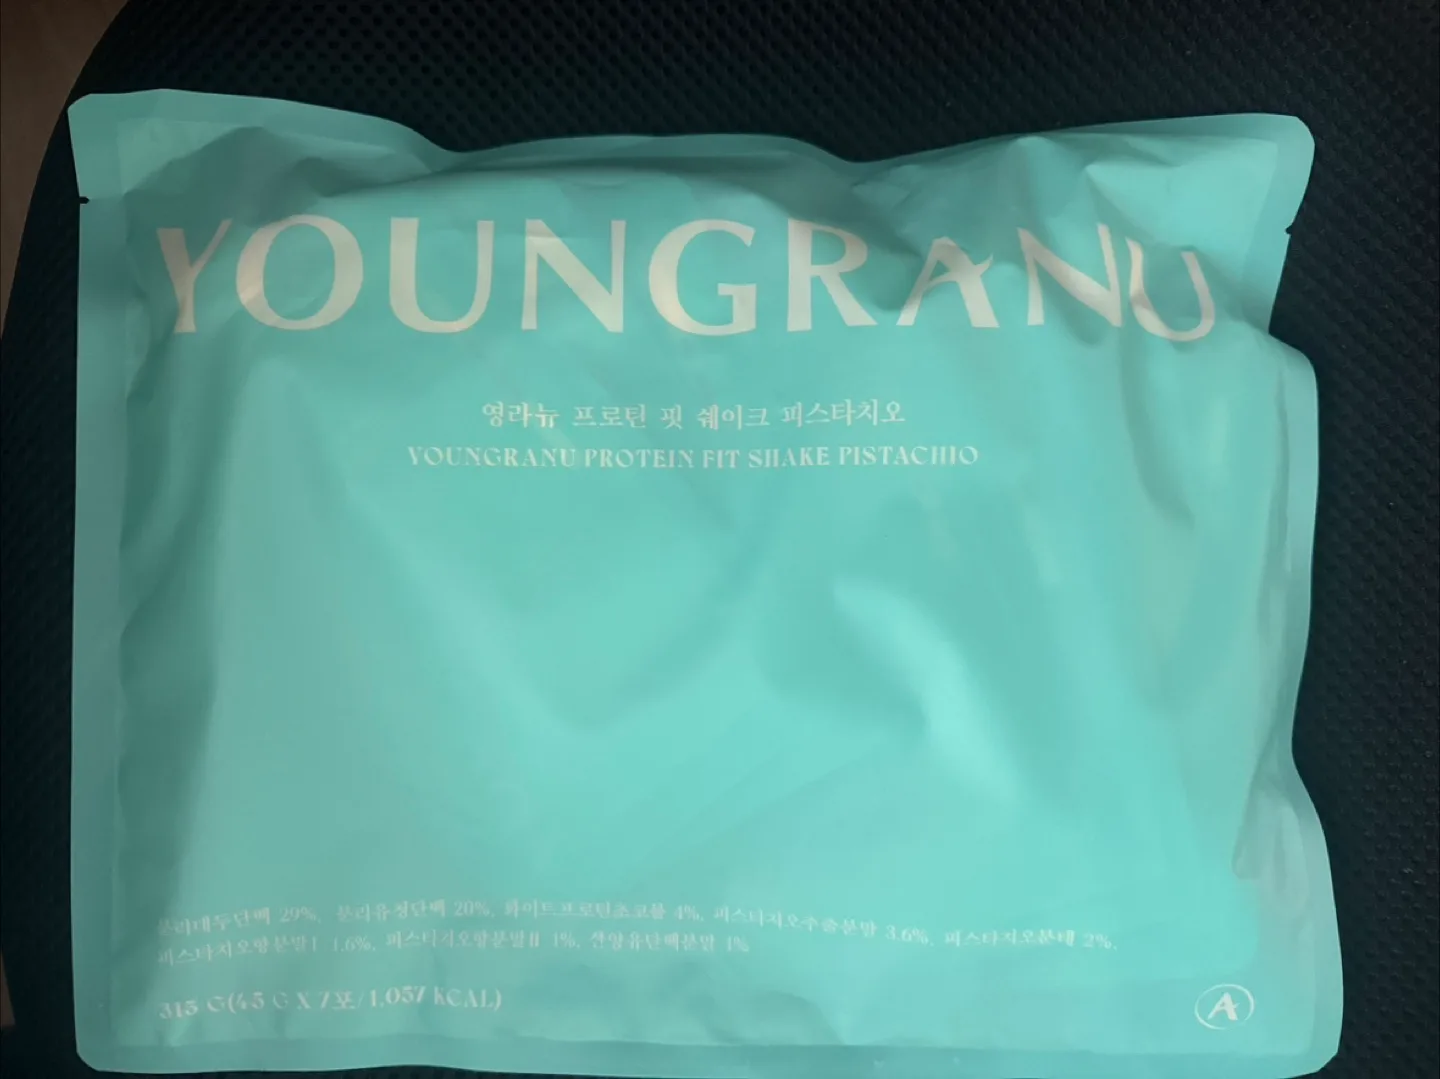 YOUNGRANU
영라뉴 프로틴 핏 쉐이크 피스타치오
YOUNGRANU PROTEIN FIT SHAKE PISTACHIO
분리대두단백 29%, 분리유청단백 20%, 화이트프로틴초코볼 4%, 피스타치오수출분말 3.6%, 피스타치오분태 2%,
피스타치오향분말Ⅰ 1.6%, 피스타치오향분말Ⅱ 1%, 산양유단백분말 1%
315 G(45 G X 7포/1,057 KCAL)
A